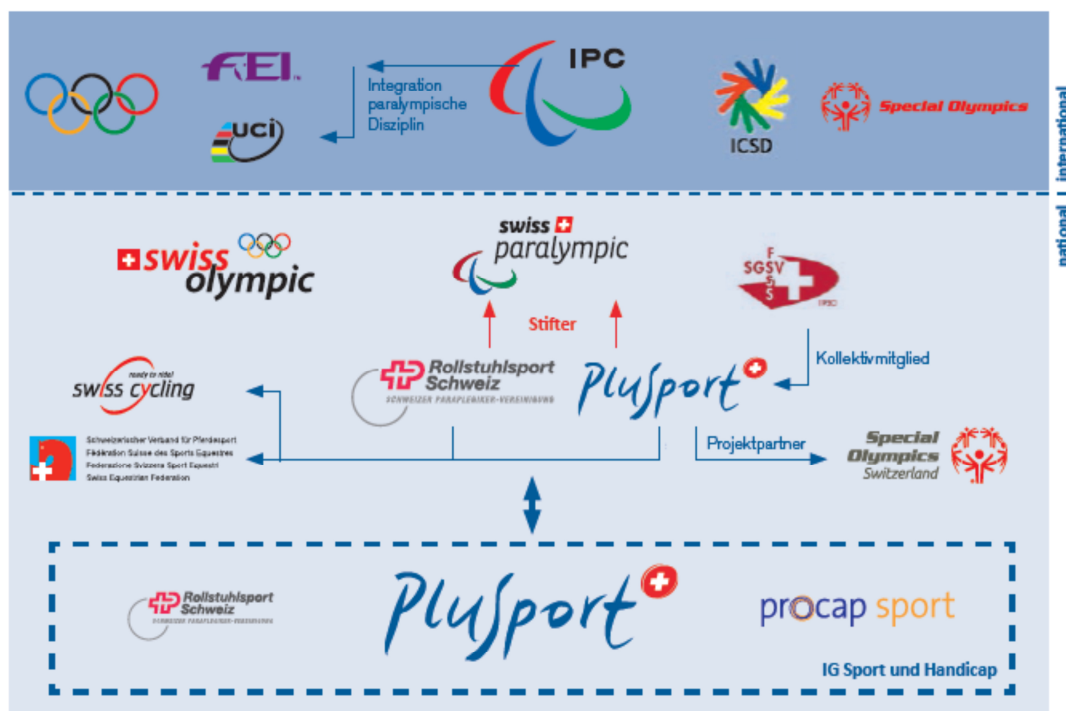 FEI
UCI
Integration
paralympische
Disziplin
IPC
ICSD
Special Olympics
international
national
swiss
olympic
swiss
paralympic
SGSV
FSSS
Stifter
Kollektivmitglied
ready to ride!
swiss cycling
Rollstuhlsport
Schweiz
SCHWEIZER PARAPLEGIKER-VEREINIGUNG
PluSport
Schweizerischer Verband für Pferdesport
Fédération Suisse des Sports Equestres
Federazione Svizzera Sport Equestri
Swiss Equestrian Federation
Projektpartner
Special
Olympics
Switzerland
Rollstuhlsport
Schweiz
SCHWEIZER PARAPLEGIKER-VEREINIGUNG
PluSport
procap sport
IG Sport und Handicap